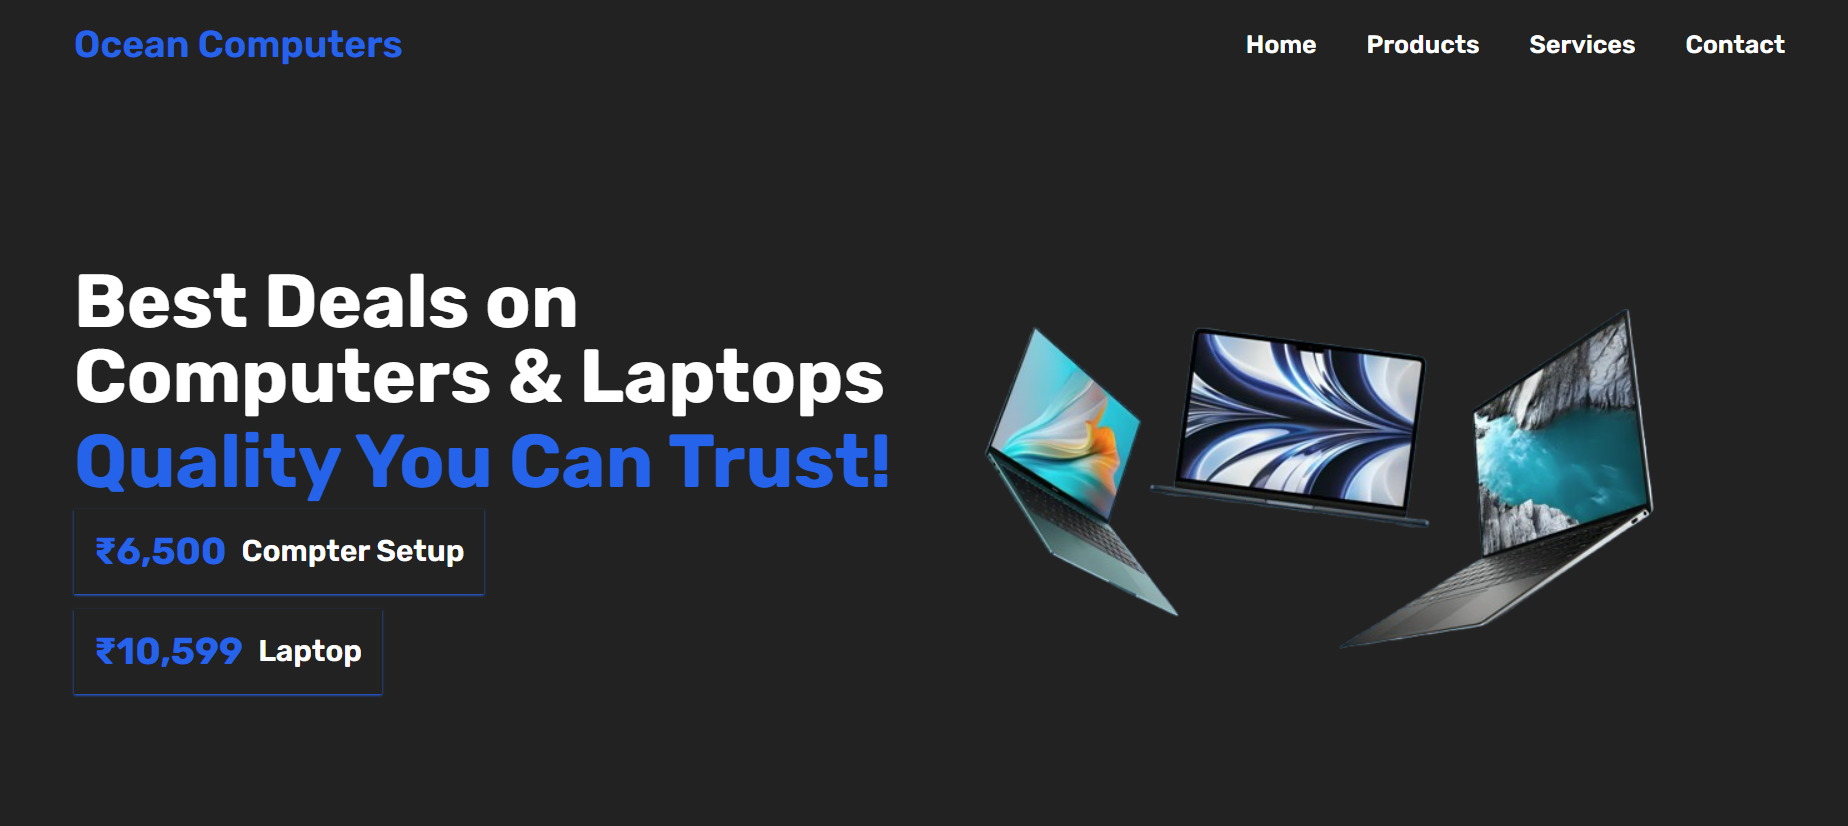 Ocean Computers
Home Products Services Contact
Best Deals on
Computers & Laptops
Quality You Can Trust!
₹6,500 Compter Setup
₹10,599 Laptop